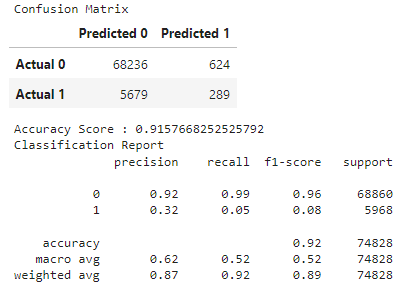 Confusion Matrix
Predicted 0 Predicted 1
Actual 0 68236 624
Actual 1 5679 289
Accuracy Score : 0.9157668252525792
Classification Report
precision recall f1-score support
0 0.92 0.99 0.96 68860
1 0.32 0.05 0.08 5968
accuracy 0.92 74828
macro avg 0.62 0.52 0.52 74828
weighted avg 0.87 0.92 0.89 74828